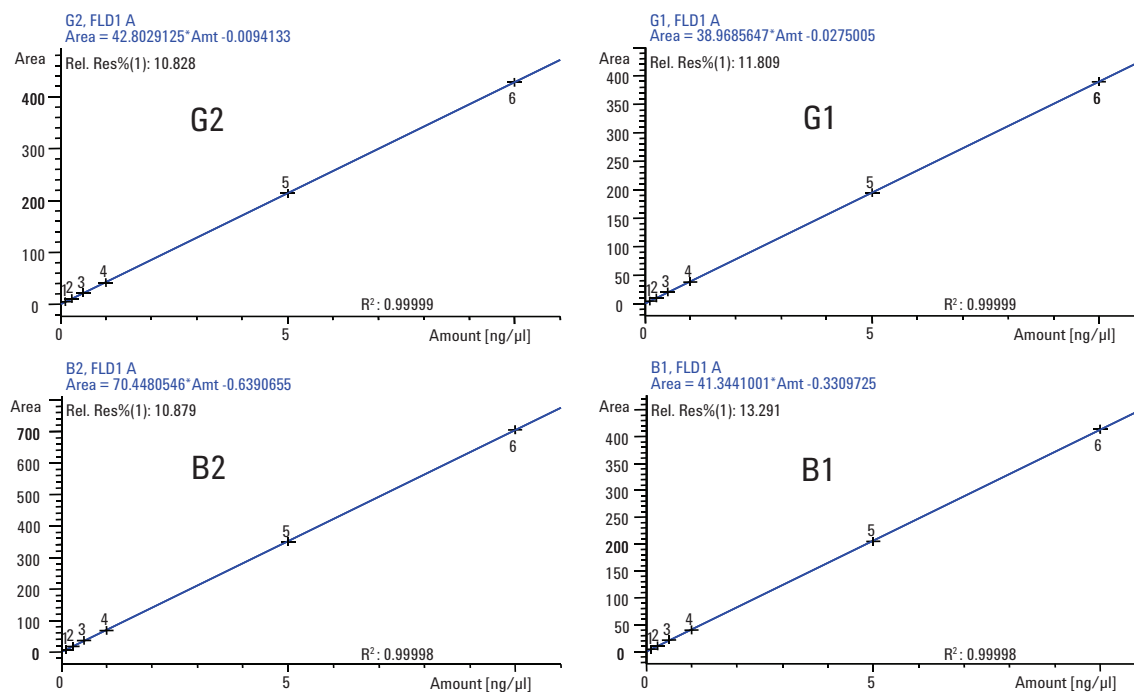 G2, FLD1 A
Area = 42.8029125*Amt -0.0094133
Area
Rel. Res%(1): 10.828
G2
400
300
200
100
0
1
2
3
4
5
6
R²: 0.99999
0
5
Amount [ng/µl]
G1, FLD1 A
Area = 38.9685647*Amt -0.0275005
Area
Rel. Res%(1): 11.809
G1
400
350
300
250
200
150
100
50
0
1
2
3
4
5
6
R²: 0.99999
0
5
Amount [ng/µl]
B2, FLD1 A
Area = 70.4480546*Amt -0.6390655
Area
Rel. Res%(1): 10.879
B2
700
600
500
400
300
200
100
0
1
2
3
4
5
6
R²: 0.99998
0
5
Amount [ng/µl]
B1, FLD1 A
Area = 41.3441001*Amt -0.3309725
Area
Rel. Res%(1): 13.291
B1
400
350
300
250
200
150
100
50
0
1
2
3
4
5
6
R²: 0.99998
0
5
Amount [ng/µl]